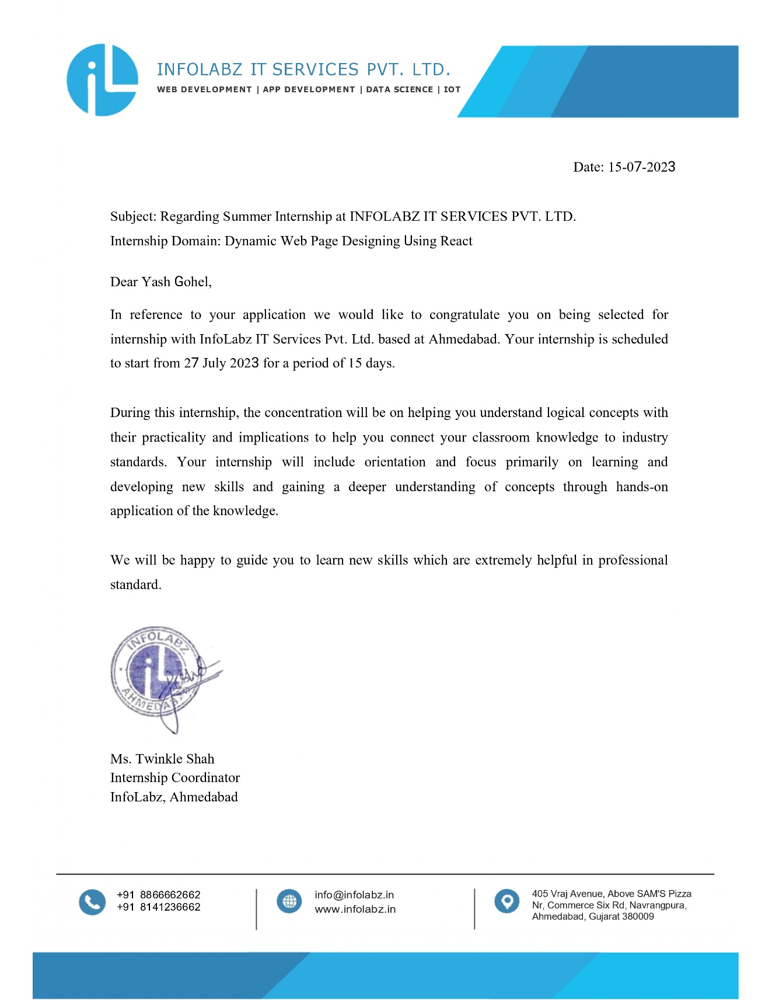 INFOLABZ IT SERVICES PVT. LTD.
WEB DEVELOPMENT | APP DEVELOPMENT | DATA SCIENCE | IOT
Date: 15-07-2023
Subject: Regarding Summer Internship at INFOLABZ IT SERVICES PVT. LTD.
Internship Domain: Dynamic Web Page Designing Using React
Dear Yash Gohel,
In reference to your application we would like to congratulate you on being selected for
internship with InfoLabz IT Services Pvt. Ltd. based at Ahmedabad. Your internship is scheduled
to start from 27 July 2023 for a period of 15 days.
During this internship, the concentration will be on helping you understand logical concepts with
their practicality and implications to help you connect your classroom knowledge to industry
standards. Your internship will include orientation and focus primarily on learning and
developing new skills and gaining a deeper understanding of concepts through hands-on
application of the knowledge.
We will be happy to guide you to learn new skills which are extremely helpful in professional
standard.
INFOLABZ
Ms. Twinkle Shah
Internship Coordinator
InfoLabz, Ahmedabad
+91 8866662662
+91 8141236662
info@infolabz.in
www.infolabz.in
405 Vraj Avenue, Above SAM'S Pizza
Nr, Commerce Six Rd, Navrangpura,
Ahmedabad, Gujarat 380009